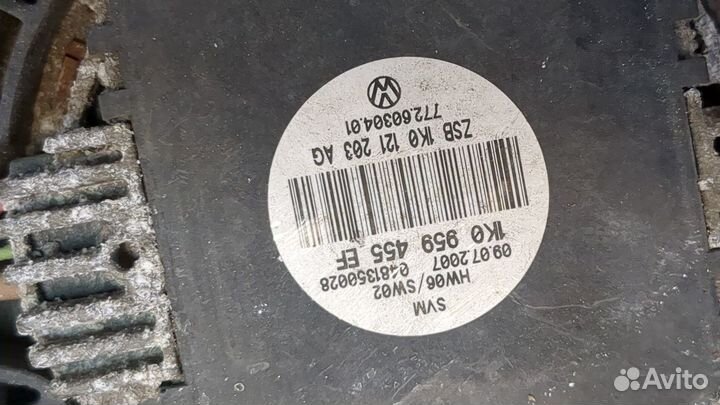 SVM
HW06/SW02
09.07.2007 0481350028
1K0 959 455 EF
ZSB 1K0 121 203 AG
772.60304.01
Avito